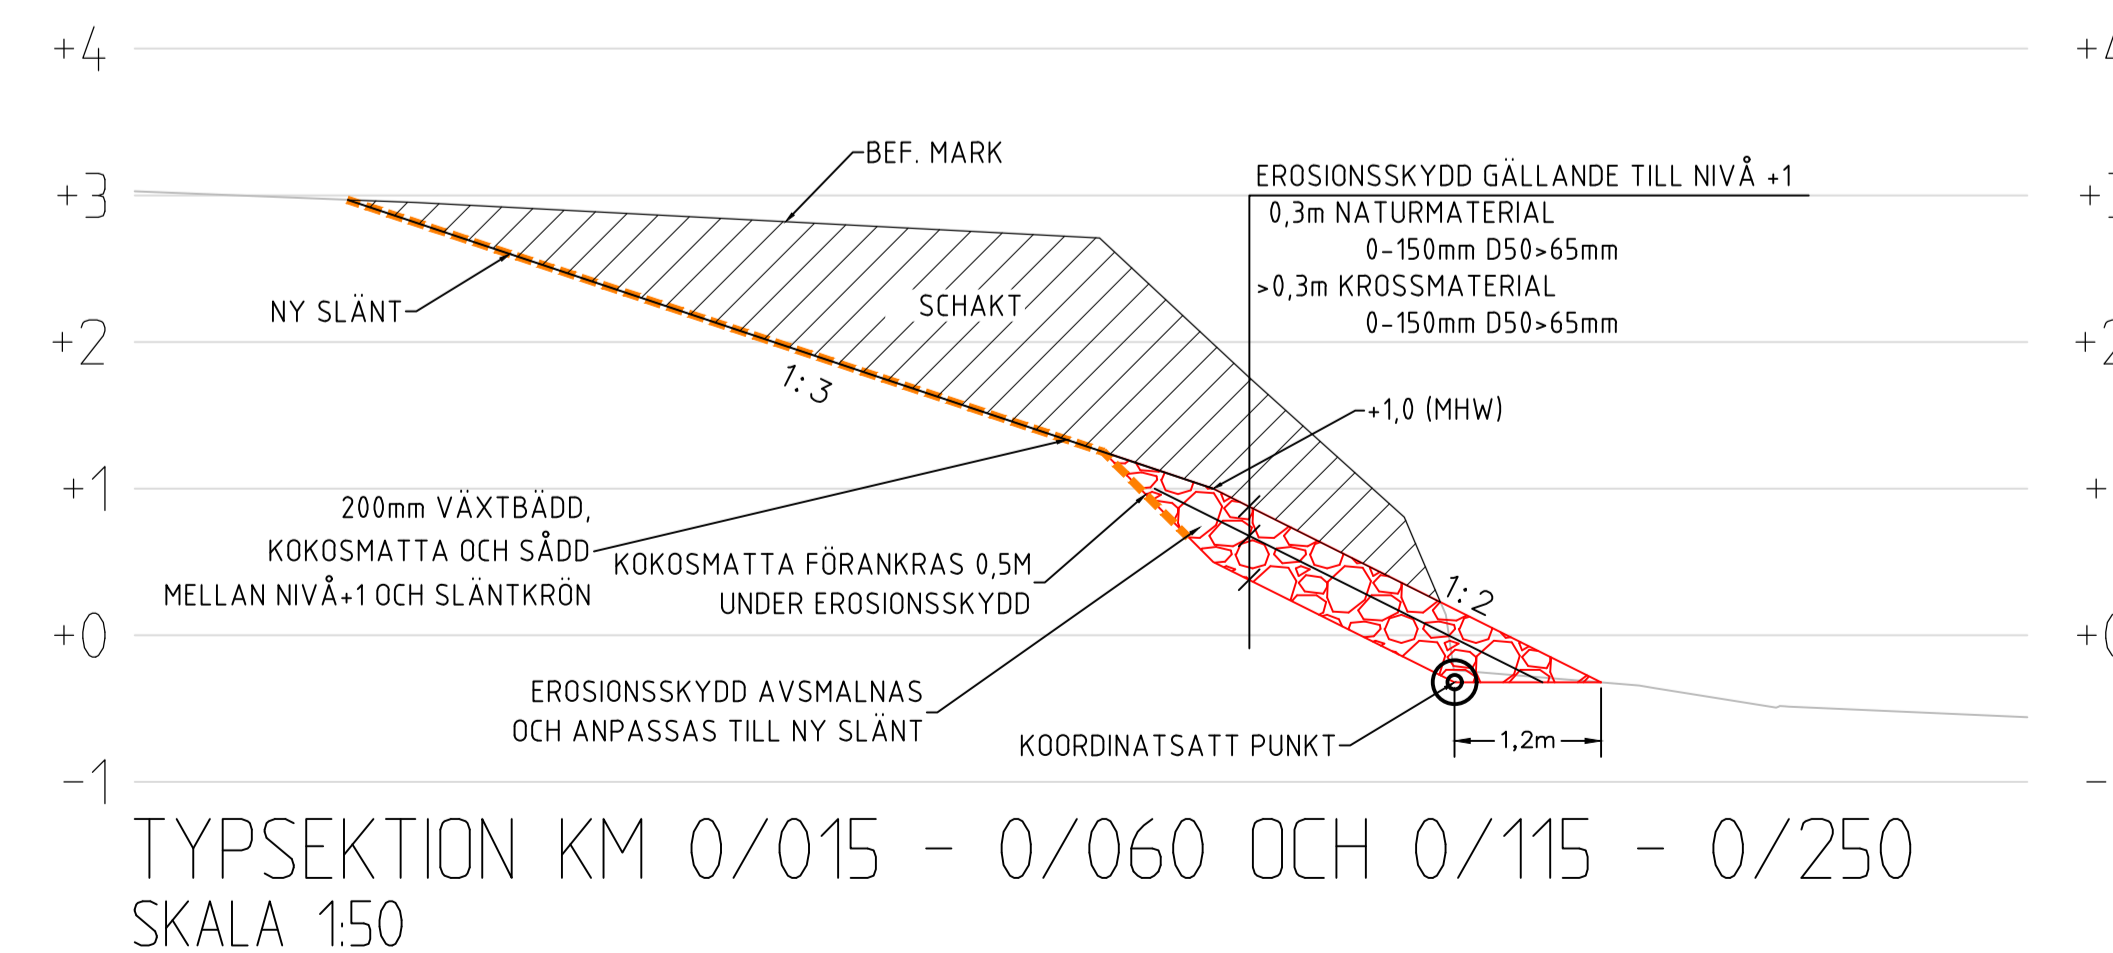 +4
+4
BEF. MARK
EROSIONSSKYDD GÄLLANDE TILL NIVÅ +1
+3
0,3m NATURMATERIAL
0-150mm D50>65mm
>0,3m KROSSMATERIAL
0-150mm D50>65mm
NY SLÄNT
SCHAKT
+2
+2
1:3
+1,0 (MHW)
+1
200mm VÄXTBÄDD,
KOKOSMATTA OCH SÅDD
MELLAN NIVÅ+1 OCH SLÄNTKRÖN
KOKOSMATTA FÖRANKRAS 0,5M
UNDER EROSIONSSKYDD
1:2
+0
EROSIONSSKYDD AVSMALNAS
OCH ANPASSAS TILL NY SLÄNT
KOORDINATSATT PUNKT
1,2m
-1
TYPSEKTION KM 0/015 - 0/060 OCH 0/115 - 0/250
SKALA 1:50